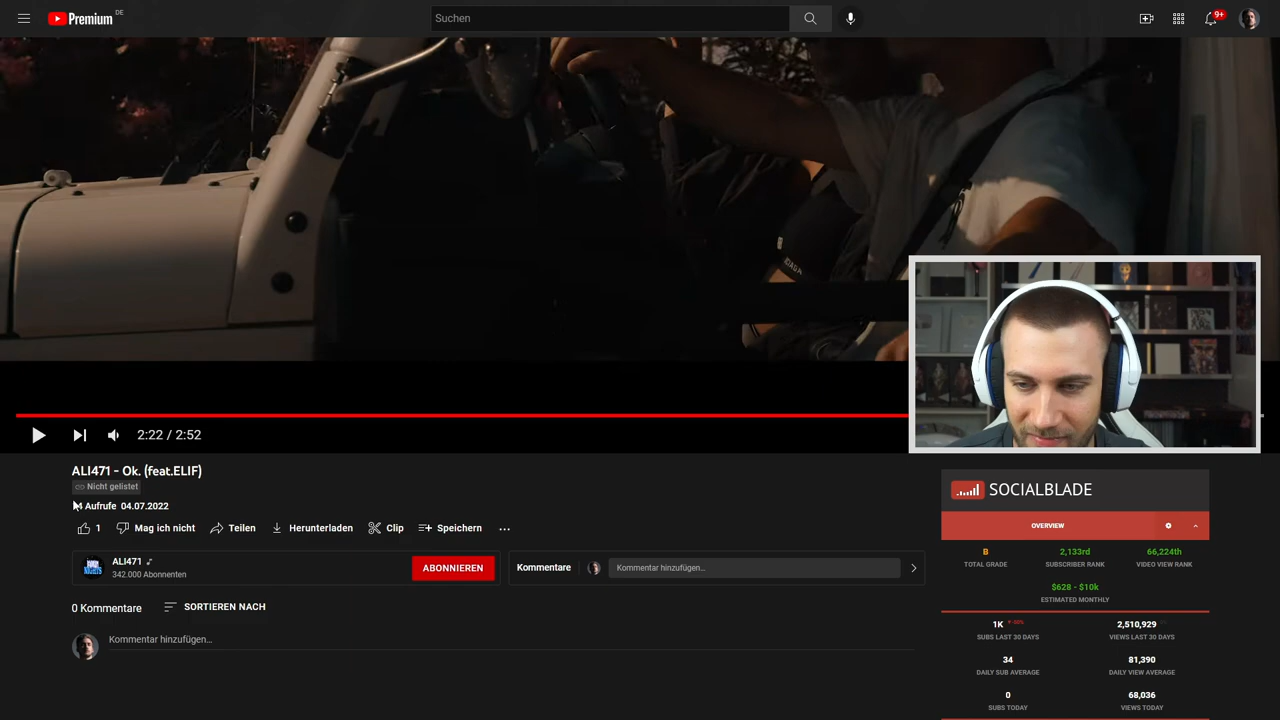 Premium DE
Suchen
9+
2:22 / 2:52
ALI471 - Ok. (feat.ELIF)
Nicht gelistet
Aufrufe 04.07.2022
1
Mag ich nicht
Teilen
Herunterladen
Clip
Speichern
ALI471
342.000 Abonnenten
ABONNIEREN
Kommentare
Kommentar hinzufügen...
0 Kommentare
SORTIEREN NACH
Kommentar hinzufügen...
SOCIALBLADE
OVERVIEW
B
2,133rd
66,224th
TOTAL GRADE
SUBSCRIBER RANK
VIDEO VIEW RANK
$628 - $10k
ESTIMATED MONTHLY
1K
2,510,929
SUBS LAST 30 DAYS
VIEWS LAST 30 DAYS
34
81,390
DAILY SUB AVERAGE
DAILY VIEW AVERAGE
0
68,036
SUBS TODAY
VIEWS TODAY